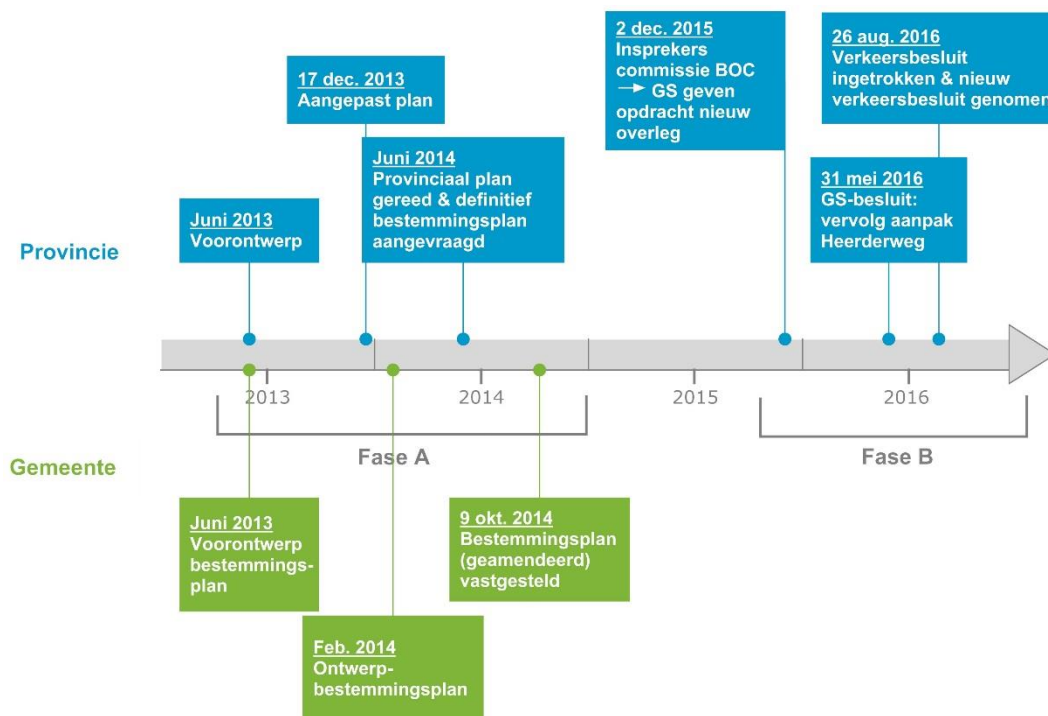 2 dec. 2015
Insprekers
commissie BOC
→ GS geven
opdracht nieuw
overleg
26 aug. 2016
Verkeersbesluit
ingetrokken & nieuw
verkeersbesluit genomen
17 dec. 2013
Aangepast plan
Juni 2014
Provinciaal plan
gereed & definitief
bestemmingsplan
aangevraagd
31 mei 2016
GS-besluit:
vervolg aanpak
Heerderweg
Juni 2013
Voorontwerp
Provincie
2013
2014
2015
2016
Fase A
Fase B
Gemeente
Juni 2013
Voorontwerp
bestemmings-
plan
9 okt. 2014
Bestemmingsplan
(geamendeerd)
vastgesteld
Feb. 2014
Ontwerp-
bestemmingsplan